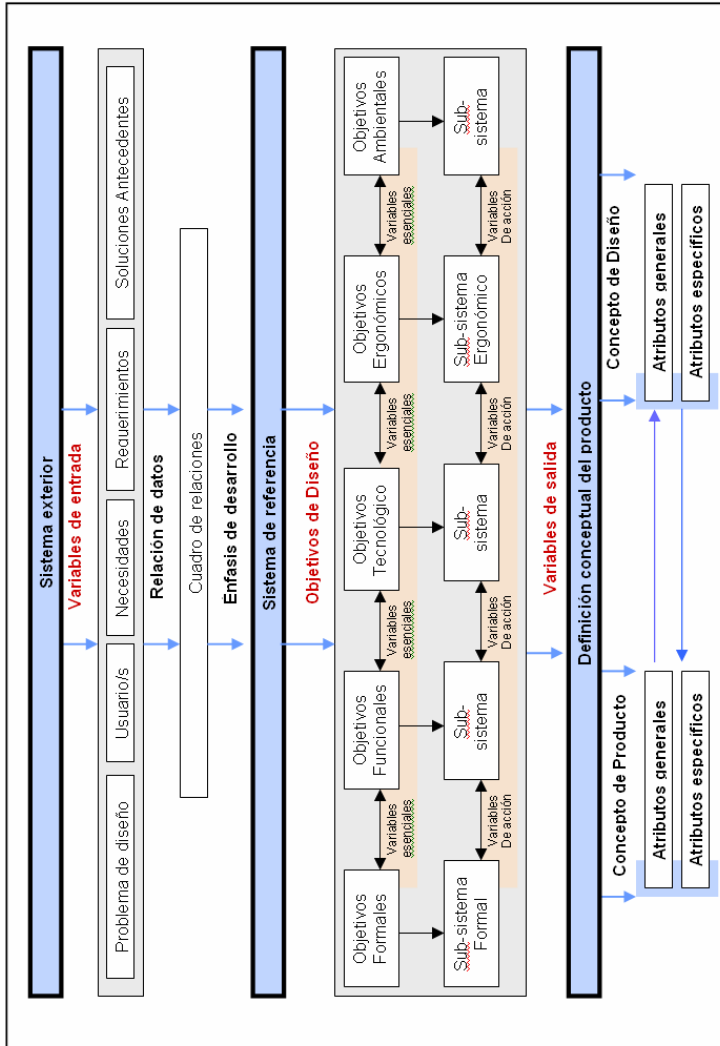 Sistema exterior
Variables de entrada
Problema de diseño
Usuario/s
Necesidades
Requerimientos
Soluciones Antecedentes
Relación de datos
Cuadro de relaciones
Énfasis de desarrollo
Sistema de referencia
Objetivos de Diseño
Objetivos
Formales
Variables
esenciales
Objetivos
Funcionales
Variables
esenciales
Objetivos
Tecnológico
Variables
esenciales
Objetivos
Ergonómicos
Variables
esenciales
Objetivos
Ambientales
Sub-sistema
Formal
Variables
De acción
Sub-
sistema
Variables
De acción
Sub-
sistema
Variables
De acción
Sub-sistema
Ergonómico
Variables
De acción
Sub-
sistema
Variables de salida
Definición conceptual del producto
Concepto de Producto
Concepto de Diseño
Atributos generales
Atributos específicos
Atributos generales
Atributos específicos